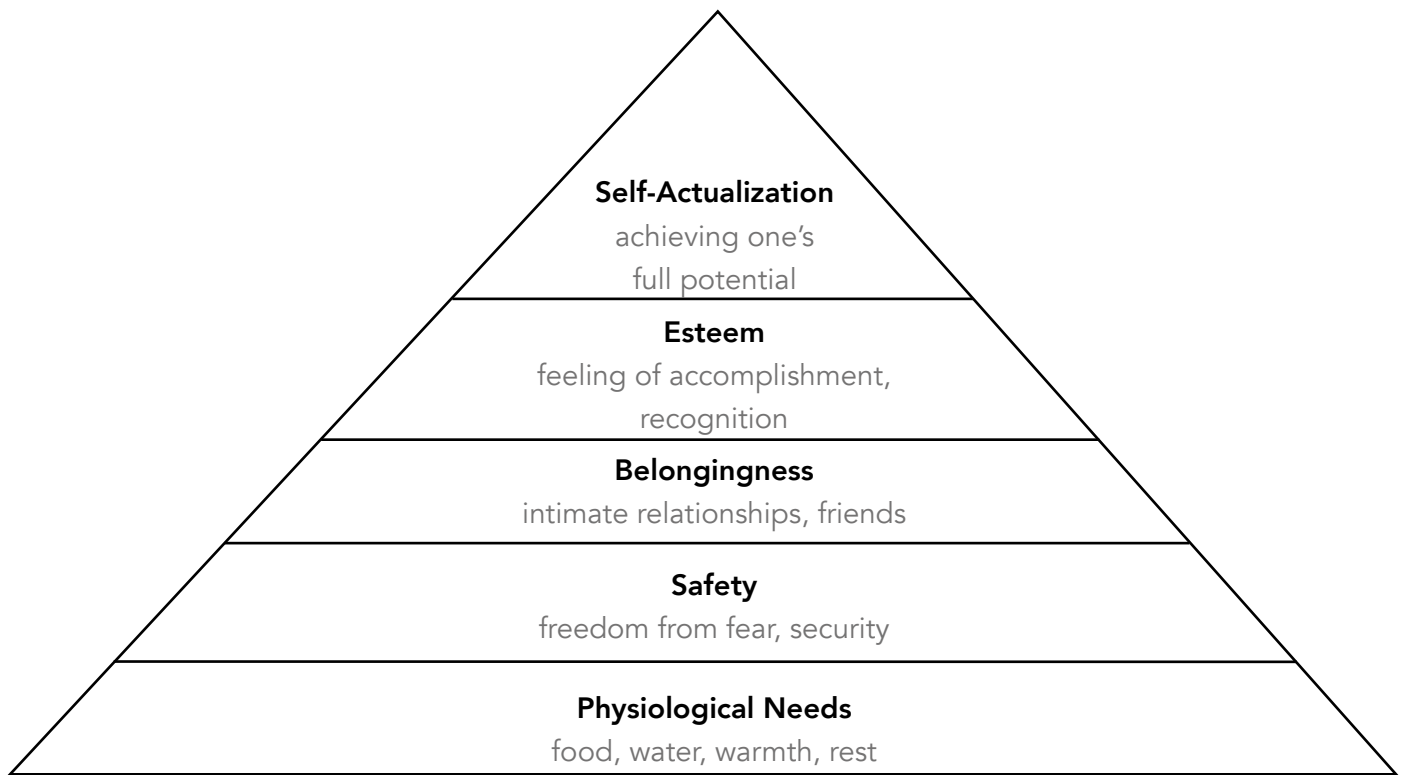 Self-Actualization
achieving one’s
full potential
Esteem
feeling of accomplishment,
recognition
Belongingness
intimate relationships, friends
Safety
freedom from fear, security
Physiological Needs
food, water, warmth, rest